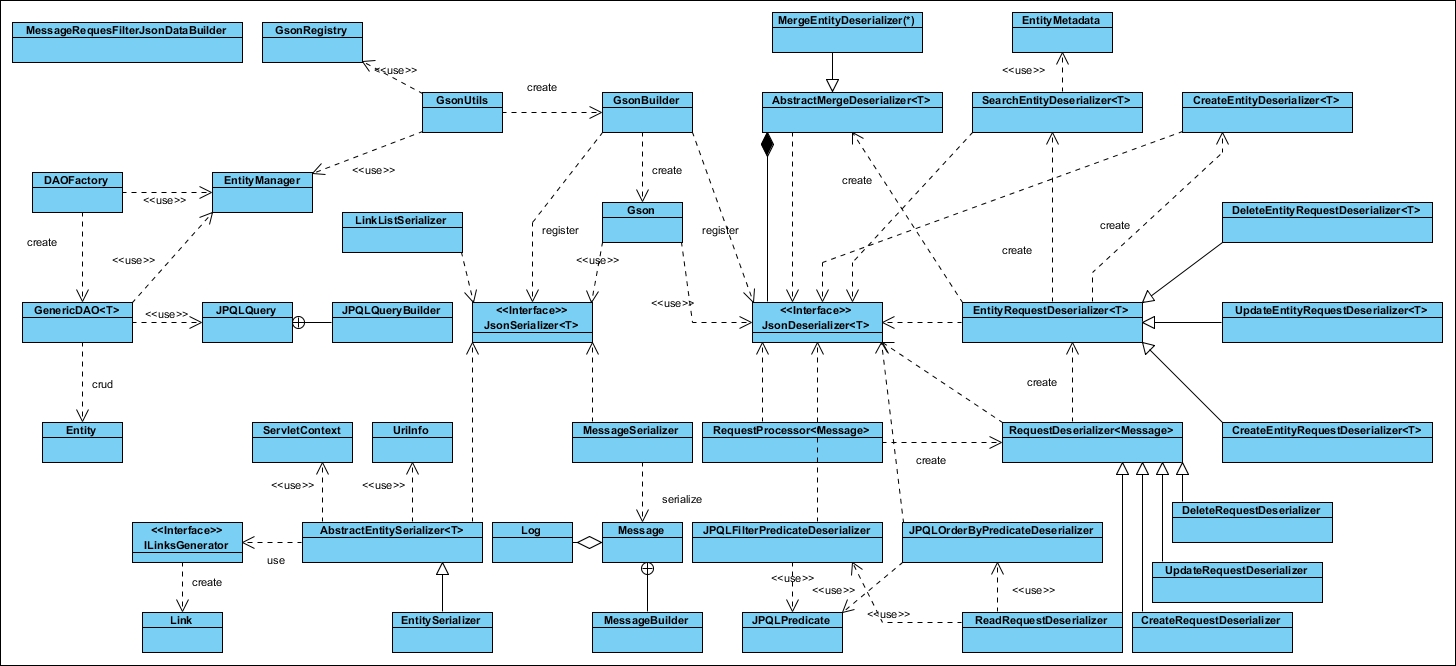 MessageRequesFilterJsonDataBuilder
GsonRegistry
MergeEntityDeserializer(*)
EntityMetadata
<<use>>
<<use>>
create
GsonUtils
GsonBuilder
AbstractMergeDeserializer<T>
SearchEntityDeserializer<T>
CreateEntityDeserializer<T>
<<use>>
create
create
DAOFactory
EntityManager
<<use>>
LinkListSerializer
Gson
DeleteEntityRequestDeserializer<T>
create
register
register
create
create
<<use>>
<<use>>
<<use>>
GenericDAO<T>
<<use>>
JPQLQuery
JPQLQueryBuilder
<<Interface>>
JsonSerializer<T>
<<Interface>>
JsonDeserializer<T>
EntityRequestDeserializer<T>
UpdateEntityRequestDeserializer<T>
crud
create
Entity
ServletContext
UriInfo
MessageSerializer
RequestProcessor<Message>
RequestDeserializer<Message>
CreateEntityRequestDeserializer<T>
create
<<use>>
<<use>>
serialize
DeleteRequestDeserializer
<<Interface>>
ILinksGenerator
AbstractEntitySerializer<T>
Log
Message
JPQLFilterPredicateDeserializer
JPQLOrderByPredicateDeserializer
use
UpdateRequestDeserializer
create
<<use>>
<<use>>
<<use>>
<<use>>
Link
EntitySerializer
MessageBuilder
JPQLPredicate
ReadRequestDeserializer
CreateRequestDeserializer